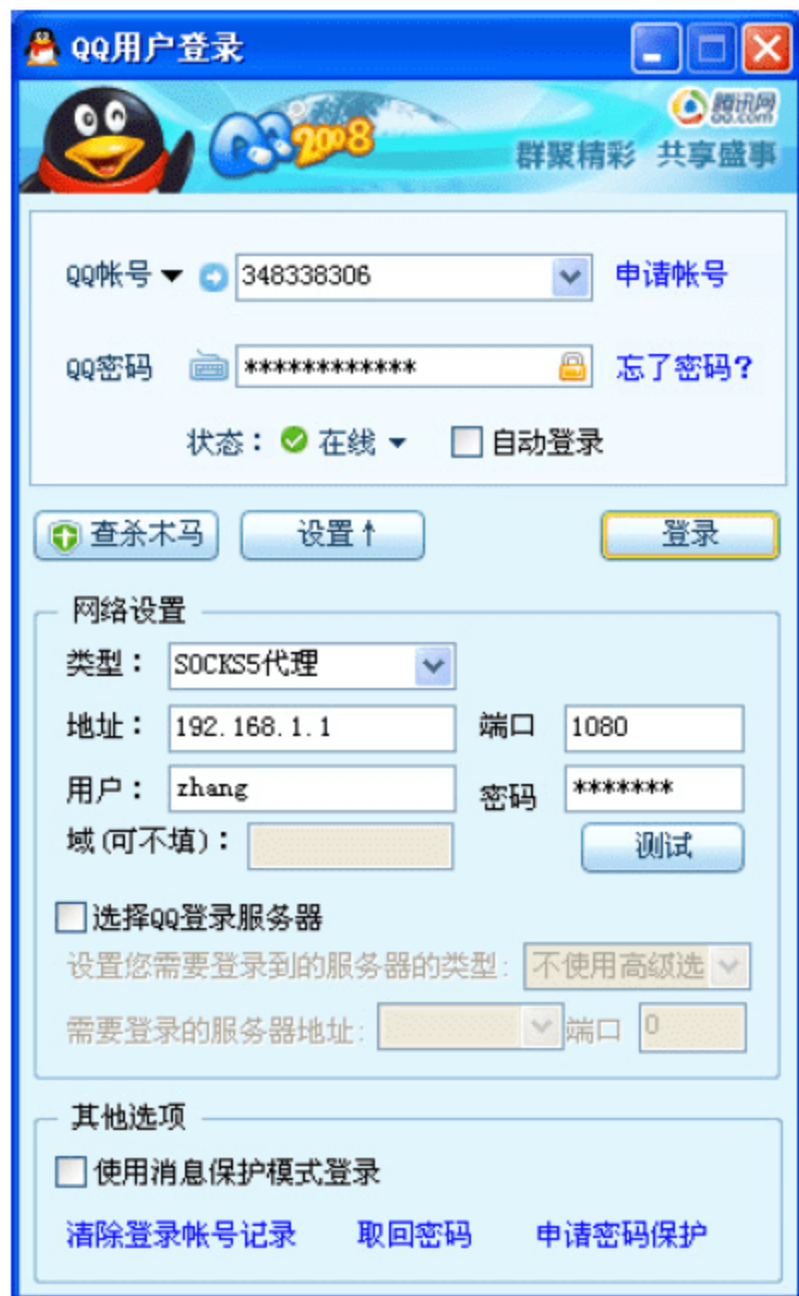 QQ用户登录
腾讯网
QQ.com
QQ2008
群聚精彩 共享盛事
QQ帐号 348338306 申请帐号
QQ密码 ************ 忘了密码?
状态: 在线 自动登录
查杀木马 设置↑ 登录
网络设置
类型: SOCKS5代理
地址: 192.168.1.1 端口 1080
用户: zhang 密码 *******
域(可不填): 测试
选择QQ登录服务器
设置您需要登录到的服务器的类型: 不使用高级选
需要登录的服务器地址: 端口 0
其他选项
使用消息保护模式登录
清除登录帐号记录 取回密码 申请密码保护